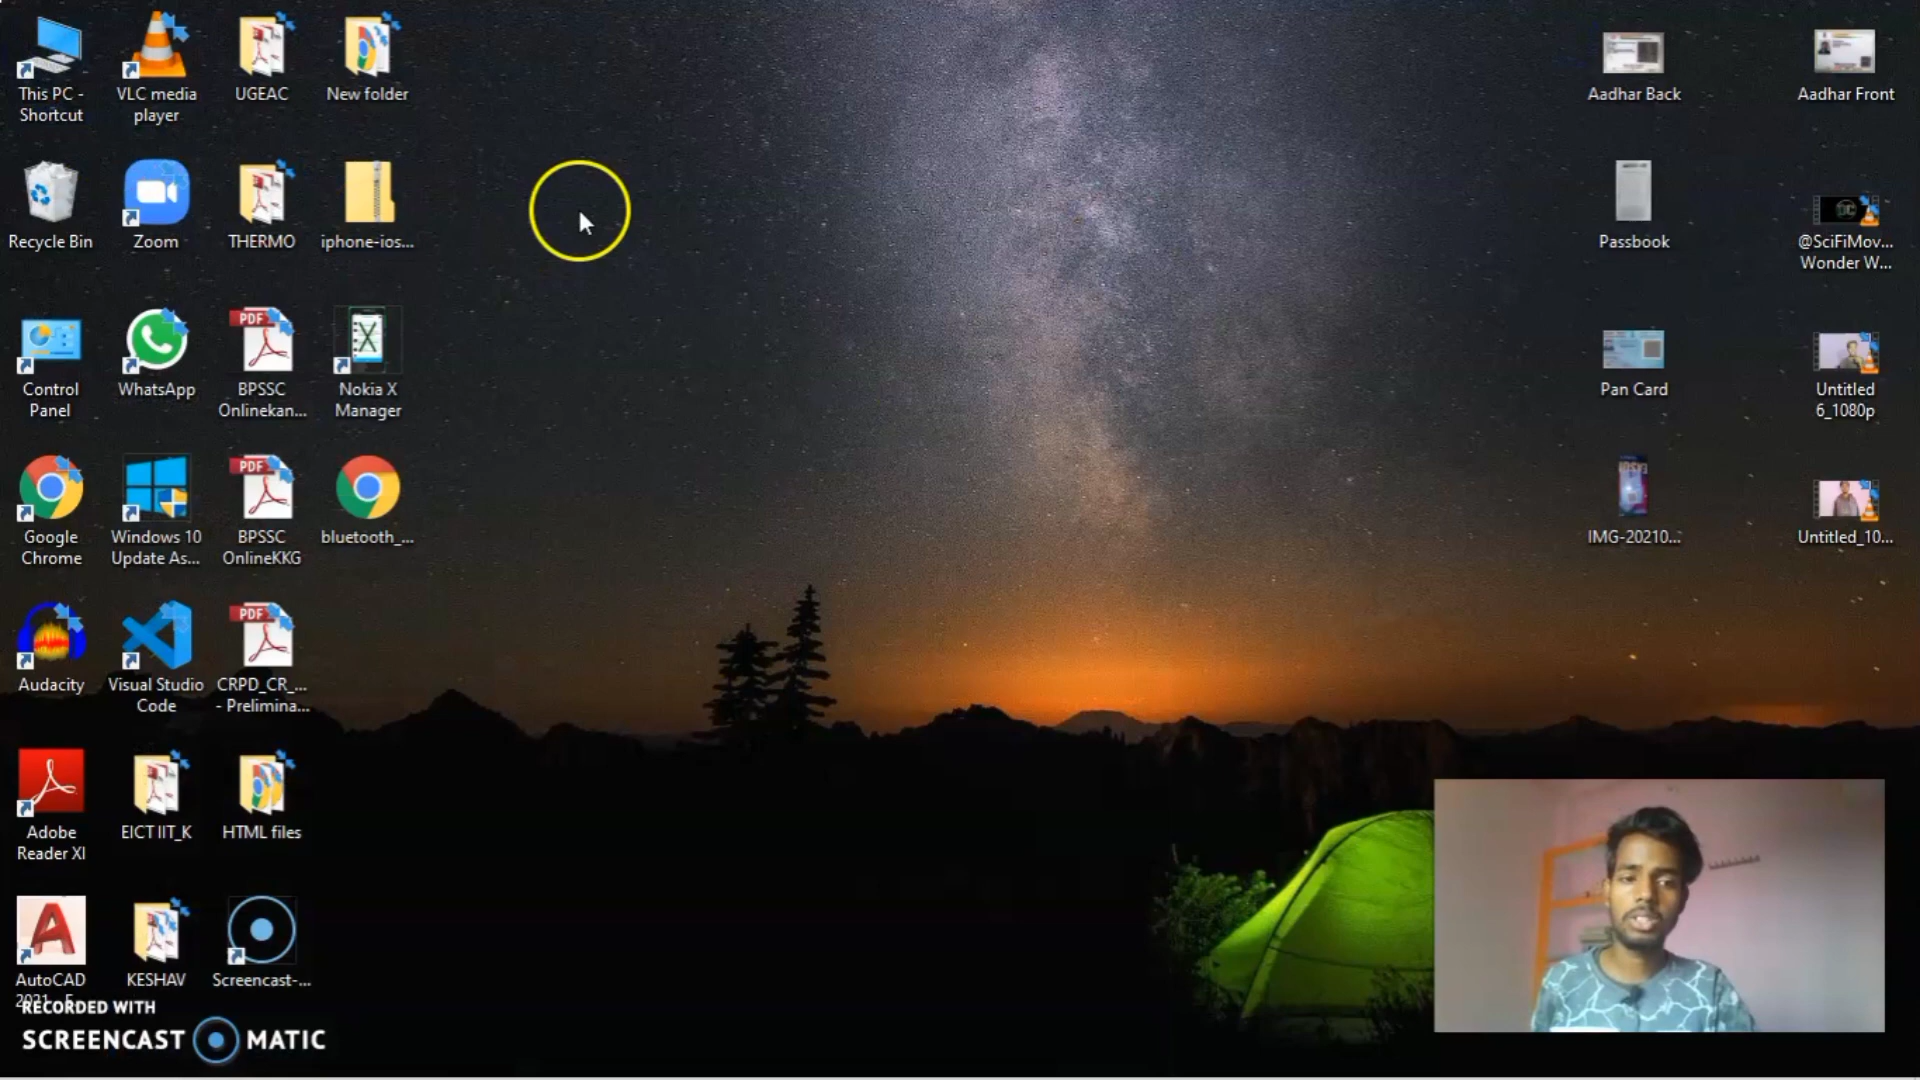 This PC -
Shortcut
VLC media
player
UGEAC
New folder
Aadhar Back
Aadhar Front
Recycle Bin
Zoom
THERMO
iphone-ios...
Passbook
@SciFiMov...
Wonder W...
Control
Panel
WhatsApp
PDF
BPSSC
Onlinekan...
Nokia X
Manager
Pan Card
Untitled
6_1080p
Google
Chrome
Windows 10
Update As...
PDF
BPSSC
OnlineKKG
bluetooth_...
IMG-20210...
Untitled_10...
Audacity
Visual Studio
Code
PDF
CRPD_CR_...
- Prelimina...
Adobe
Reader XI
EICT IIT_K
HTML files
AutoCAD
KESHAV
Screencast-...
RECORDED WITH
SCREENCAST MATIC